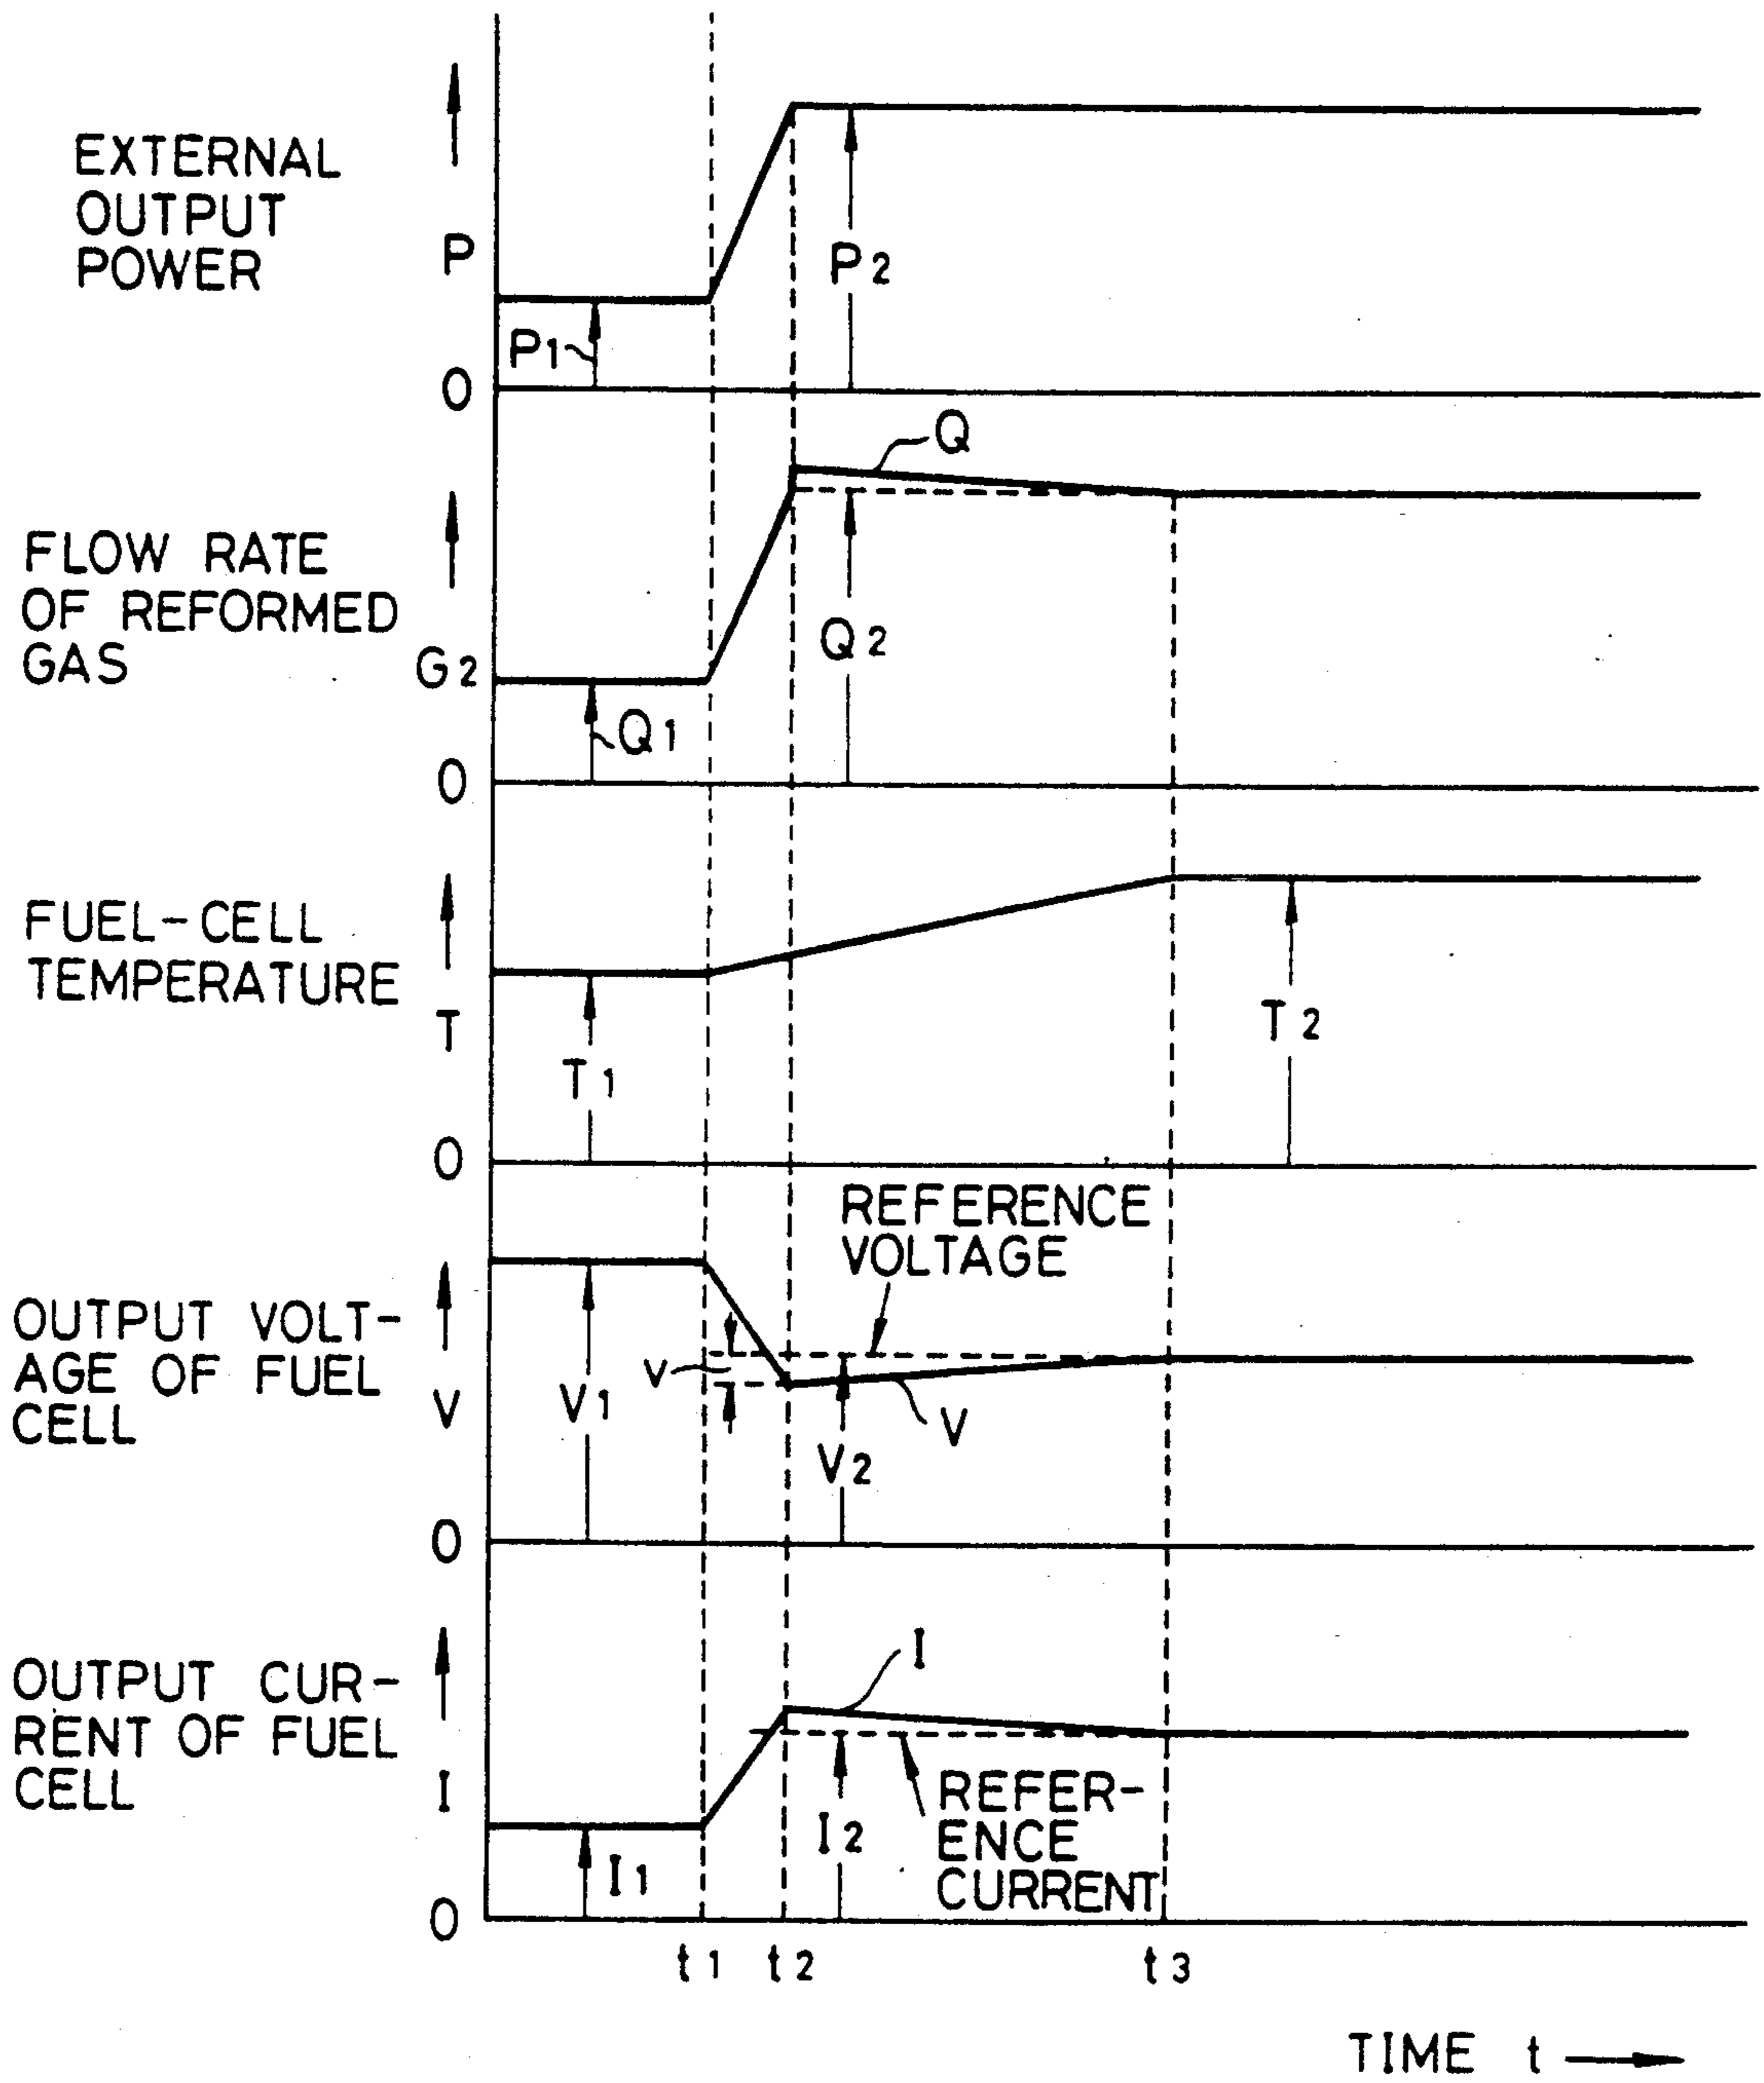 EXTERNAL
OUTPUT
POWER
P
P1
P2
0
FLOW RATE
OF REFORMED
GAS
G2
Q
Q1
Q2
0
FUEL-CELL
TEMPERATURE
T
T1
T2
0
REFERENCE
VOLTAGE
OUTPUT VOLT-
AGE OF FUEL
CELL
V
V1
v
V2
V
0
OUTPUT CUR-
RENT OF FUEL
CELL
I
I
I1
I2
REFER-
ENCE
CURRENT
0
t1
t2
t3
TIME t